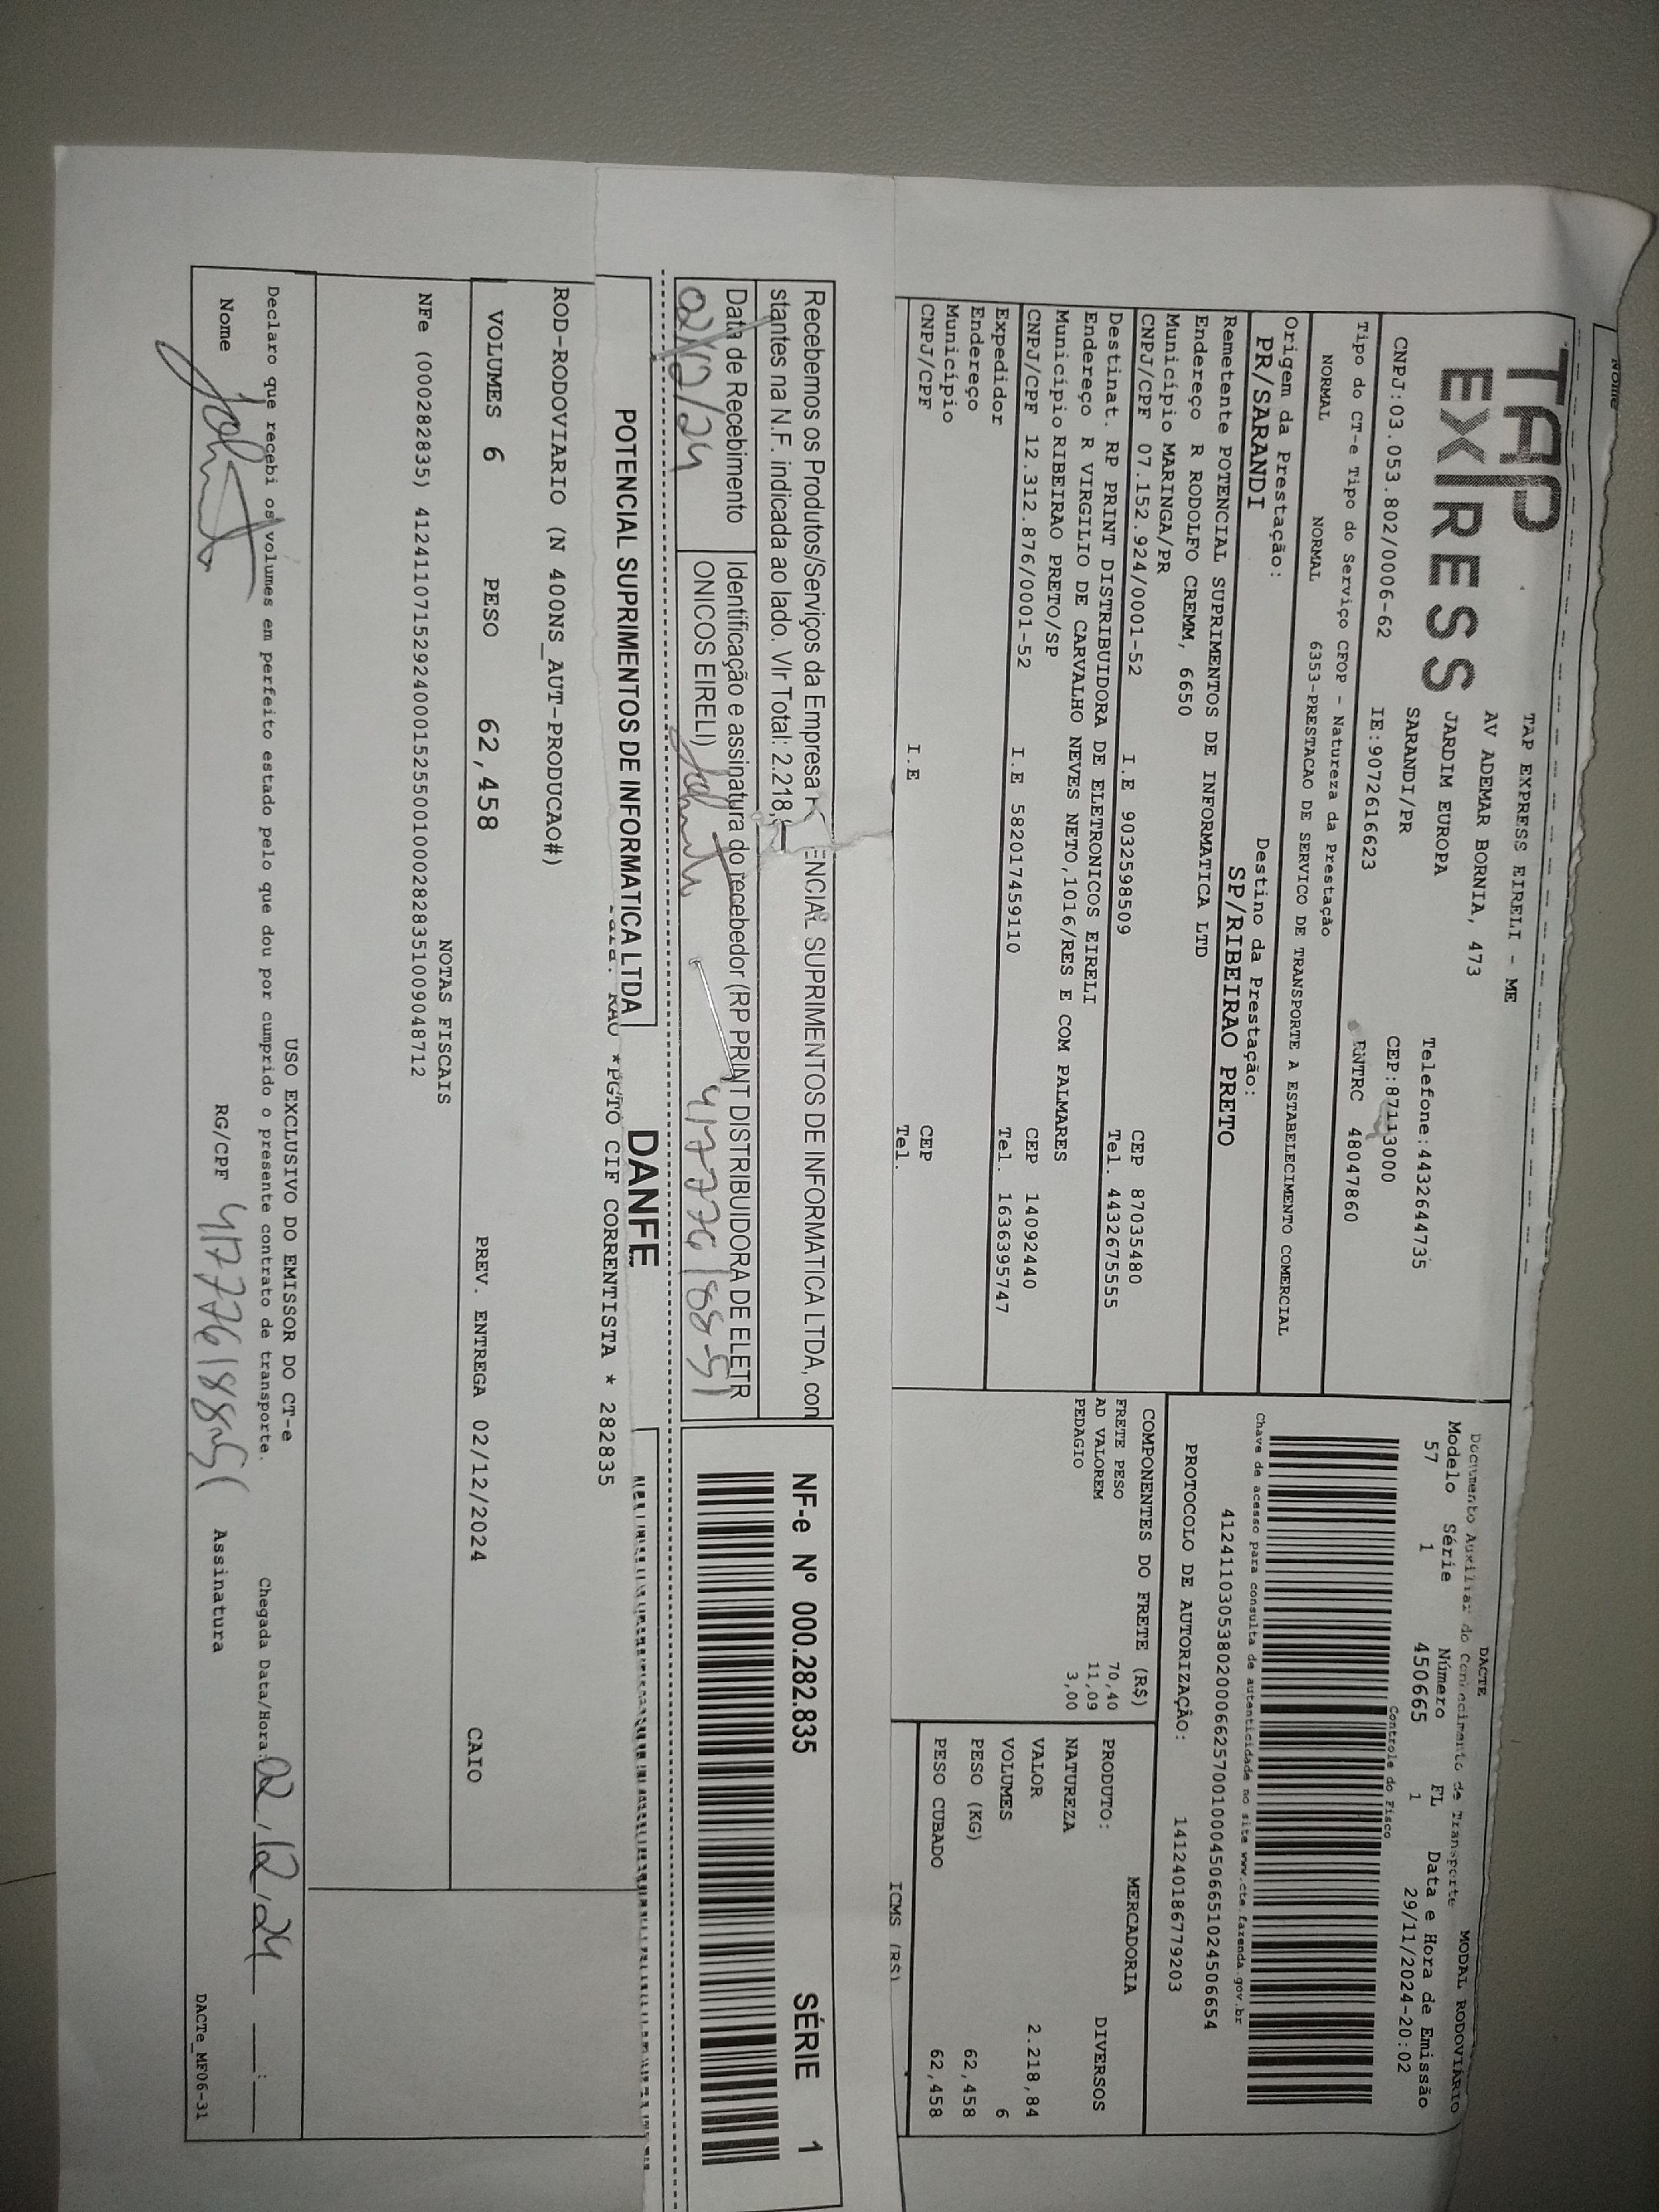 Nome
TAP
EXPRESS
TAP EXPRESS EIRELI - ME
AV ADEMAR BORNIA, 473
JARDIM EUROPA
SARANDI/PR
Telefone:4432644735
CEP:87113000
CNPJ:03.053.802/0006-62 IE:9072616623 RNTRC 48047860
Tipo do CT-e Tipo do Serviço CFOP - Natureza da Prestação
NORMAL NORMAL 6353-PRESTACAO DE SERVICO DE TRANSPORTE A ESTABELECIMENTO COMERCIAL
Origem da Prestação: Destino da Prestação:
PR/SARANDI SP/RIBEIRAO PRETO
Remetente POTENCIAL SUPRIMENTOS DE INFORMATICA LTD
Endereço R RODOLFO CREMM, 6650
Município MARINGA/PR CEP 87035480
CNPJ/CPF 07.152.924/0001-52 I.E 9032598509 Tel. 4432675555
Destinat. RP PRINT DISTRIBUIDORA DE ELETRONICOS EIRELI
Endereço R VIRGILIO DE CARVALHO NEVES NETO,1016/RES E COM PALMARES
Município RIBEIRAO PRETO/SP CEP 14092440
CNPJ/CPF 12.312.876/0001-52 I.E 582017459110 Tel. 1636395747
Expedidor
Endereço
Município CEP
CNPJ/CPF I.E Tel.
DACTE MODAL RODOVIÁRIO
Documento Auxiliar do Conhecimento de Transporte
Modelo Série Número FL Data e Hora de Emissão
57 1 450665 1 29/11/2024-20:02
Controle do Fisco
Chave de acesso para consulta de autenticidade no site www.cte.fazenda.gov.br
41241103053802000662570010004506651024506654
PROTOCOLO DE AUTORIZAÇÃO: 141240186779203
COMPONENTES DO FRETE (R$)
FRETE PESO 70,40
AD VALOREM 11,09
PEDAGIO 3,00
MERCADORIA
PRODUTO: DIVERSOS
NATUREZA
VALOR 2.218,84
VOLUMES 6
PESO (KG) 62,458
PESO CUBADO 62,458
ICMS (R$)
Recebemos os Produtos/Serviços da Empresa ENCIAL SUPRIMENTOS DE INFORMATICA LTDA, con
stantes na N.F. indicada ao lado. Vlr Total: 2.218,
Data de Recebimento
02/12/24
Identificação e assinatura do recebedor (RP PRINT DISTRIBUIDORA DE ELETR
ONICOS EIRELI)
NF-e Nº 000.282.835 SÉRIE 1
POTENCIAL SUPRIMENTOS DE INFORMATICA LTDA DANFE
*PGTO CIF CORRENTISTA * 282835
ROD-RODOVIARIO (N 400NS_AUT-PRODUCAO#)
VOLUMES 6 PESO 62,458 PREV. ENTREGA 02/12/2024 CAIO
NOTAS FISCAIS
NFe (000282835) 41241107152924000152550010002828351009048712
USO EXCLUSIVO DO EMISSOR DO CT-e
Declaro que recebi os volumes em perfeito estado pelo que dou por cumprido o presente contrato de transporte. Chegada Data/Hora: 02/12/24 :
Nome RG/CPF Assinatura
DACTe_MF06-31